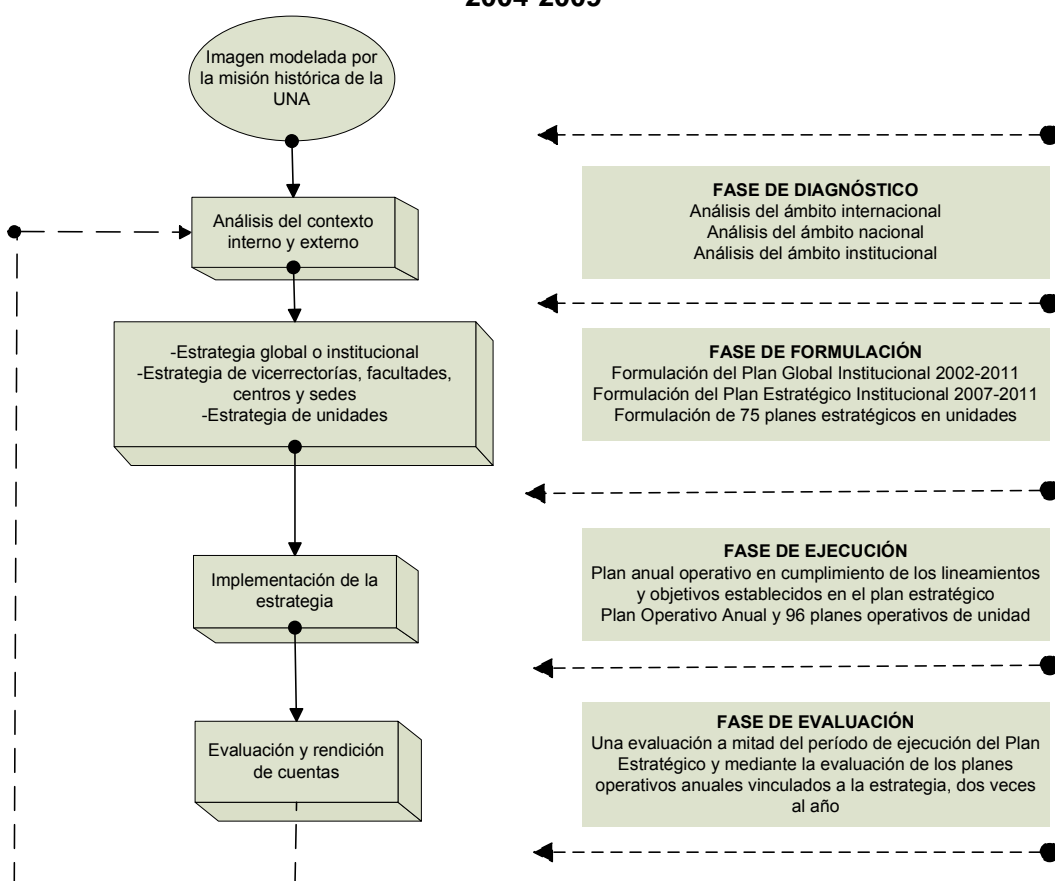 Imagen modelada por
la misión histórica de la
UNA
Análisis del contexto
interno y externo
FASE DE DIAGNÓSTICO
Análisis del ámbito internacional
Análisis del ámbito nacional
Análisis del ámbito institucional
-Estrategia global o institucional
-Estrategia de vicerrectorías, facultades,
centros y sedes
-Estrategia de unidades
FASE DE FORMULACIÓN
Formulación del Plan Global Institucional 2002-2011
Formulación del Plan Estratégico Institucional 2007-2011
Formulación de 75 planes estratégicos en unidades
Implementación de la
estrategia
FASE DE EJECUCIÓN
Plan anual operativo en cumplimiento de los lineamientos
y objetivos establecidos en el plan estratégico
Plan Operativo Anual y 96 planes operativos de unidad
Evaluación y rendición
de cuentas
FASE DE EVALUACIÓN
Una evaluación a mitad del período de ejecución del Plan
Estratégico y mediante la evaluación de los planes
operativos anuales vinculados a la estrategia, dos veces
al año